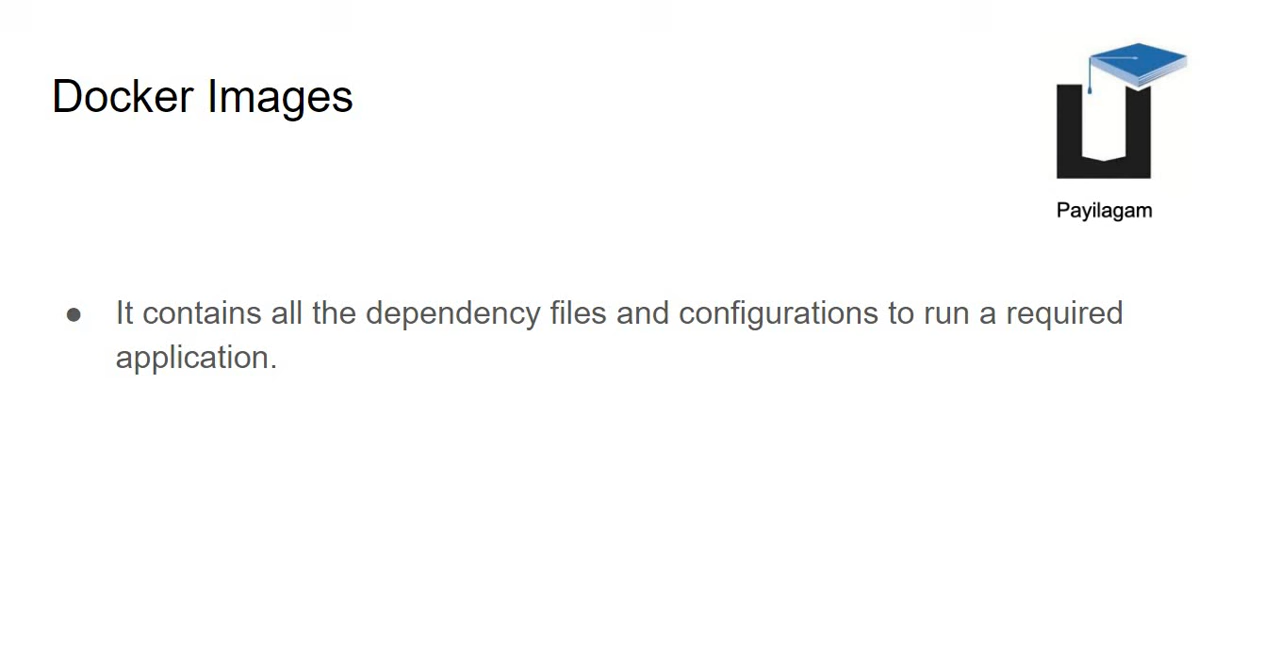 Docker Images
Payilagam
● It contains all the dependency files and configurations to run a required
application.